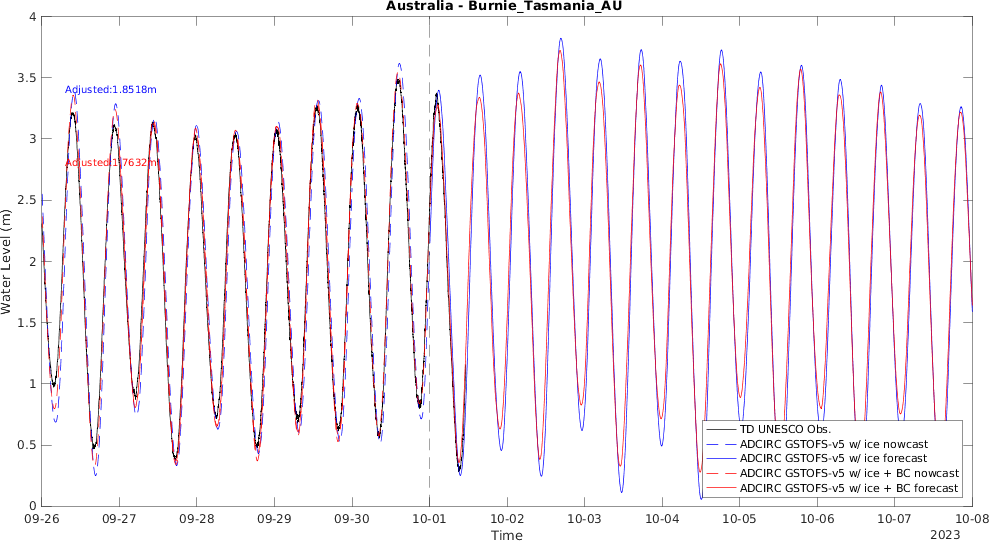 Australia - Burnie_Tasmania_AU
4
3.5
3
2.5
2
1.5
1
0.5
0
Water Level (m)
Adjusted:1.8518m
Adjusted:1.7632m
TD UNESCO Obs.
ADCIRC GSTOFS-v5 w/ ice nowcast
ADCIRC GSTOFS-v5 w/ ice forecast
ADCIRC GSTOFS-v5 w/ ice + BC nowcast
ADCIRC GSTOFS-v5 w/ ice + BC forecast
09-26 09-27 09-28 09-29 09-30 10-01 10-02 10-03 10-04 10-05 10-06 10-07 10-08
Time
2023